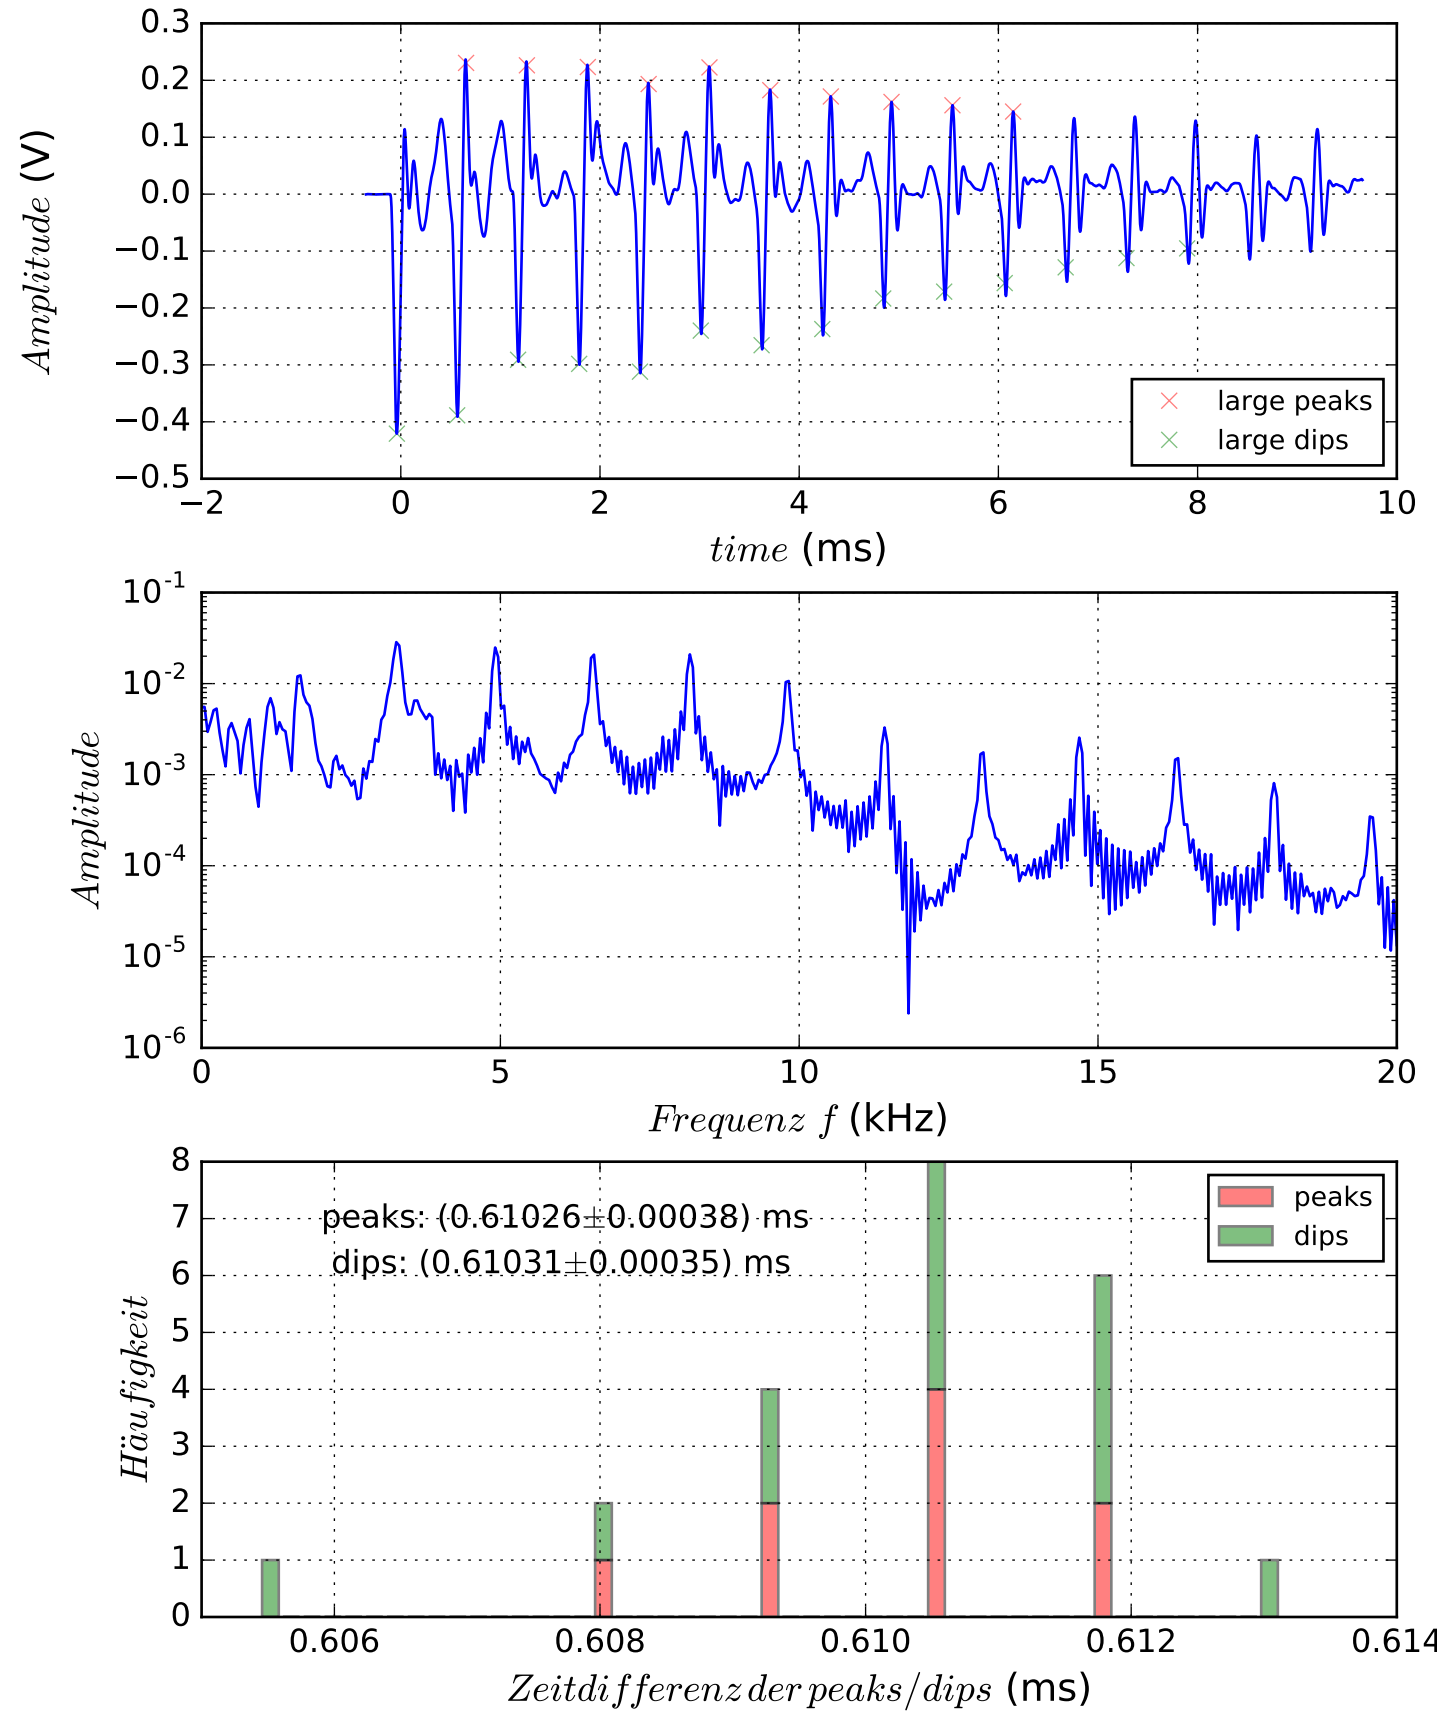 0.3
0.2
0.1
0.0
−0.1
−0.2
−0.3
−0.4
−0.5
Amplitude (V)
large peaks
large dips
−2 0 2 4 6 8 10
time (ms)
10-1
10-2
10-3
10-4
10-5
10-6
Amplitude
0 5 10 15 20
Frequenz f (kHz)
8
7
6
5
4
3
2
1
0
Häufigkeit
peaks: (0.61026±0.00038) ms
dips: (0.61031±0.00035) ms
peaks
dips
0.606 0.608 0.610 0.612 0.614
Zeitdifferenz der peaks/dips (ms)